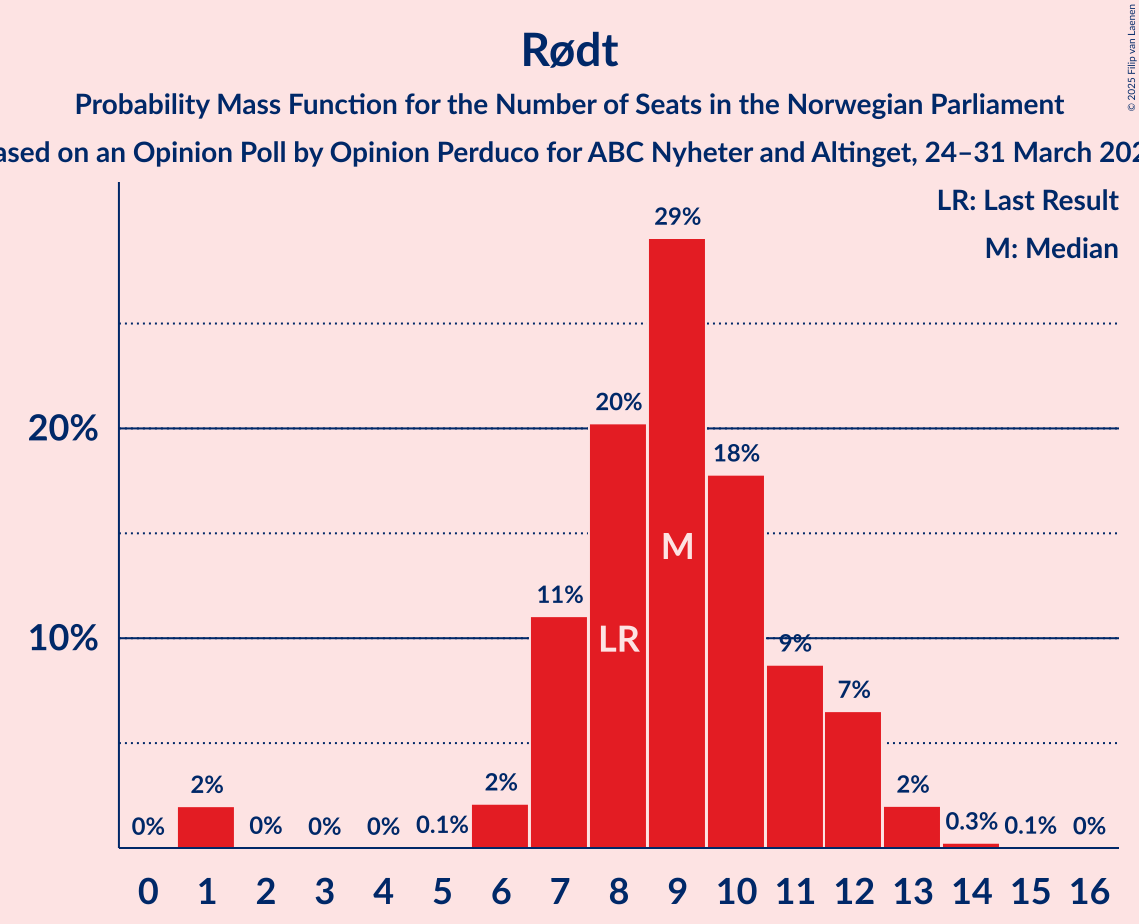 Rødt
Probability Mass Function for the Number of Seats in the Norwegian Parliament
ased on an Opinion Poll by Opinion Perduco for ABC Nyheter and Altinget, 24–31 March 202
© 2025 Filip van Laenen
LR: Last Result
M: Median
20%
10%
0%
2%
0%
0%
0%
0.1%
2%
11%
20%
29%
18%
9%
7%
2%
0.3%
0.1%
0%
LR
M
0 1 2 3 4 5 6 7 8 9 10 11 12 13 14 15 16